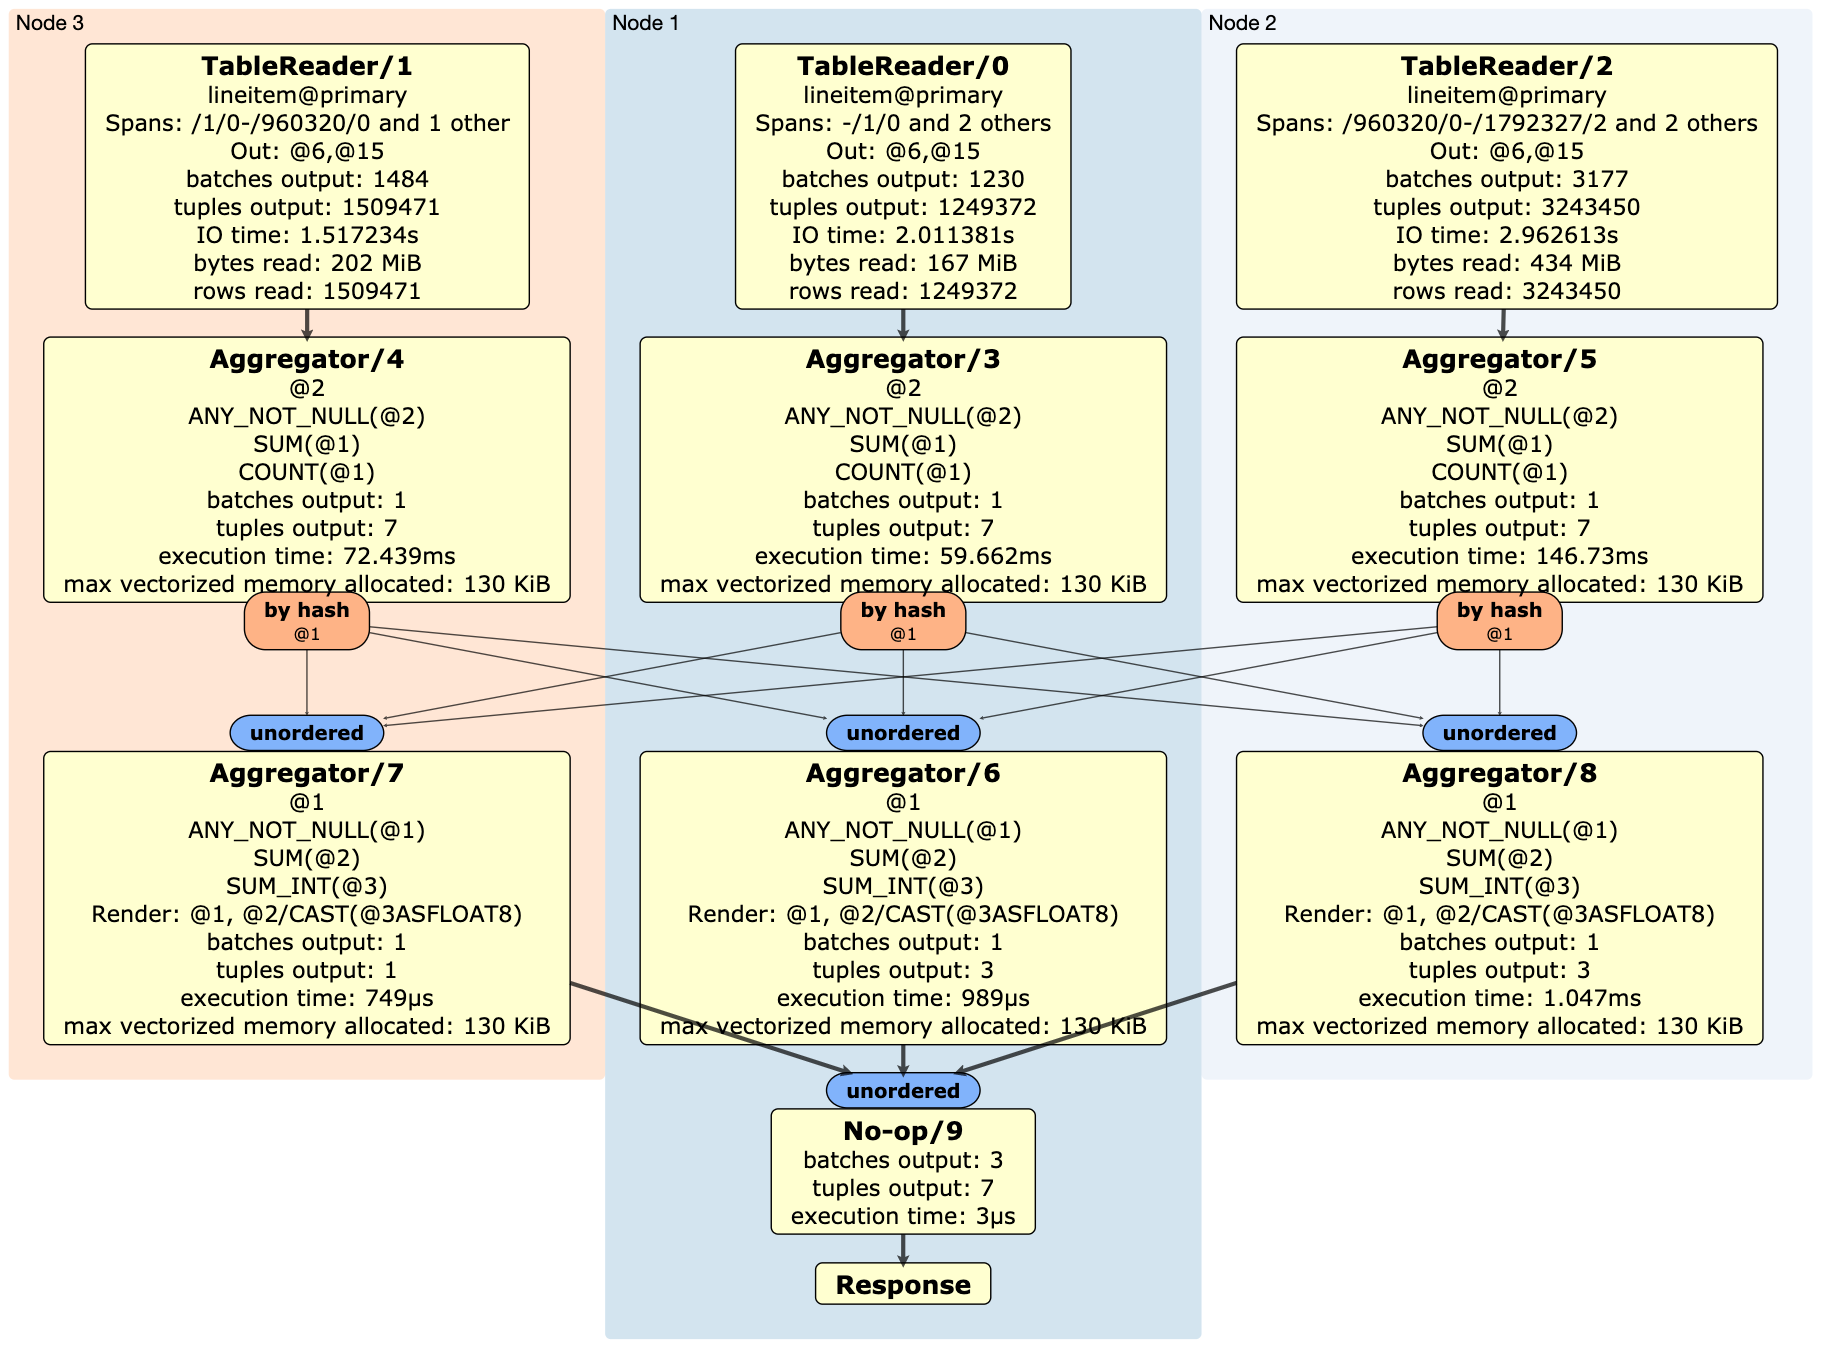 Node 3
TableReader/1
lineitem@primary
Spans: /1/0-/960320/0 and 1 other
Out: @6,@15
batches output: 1484
tuples output: 1509471
IO time: 1.517234s
bytes read: 202 MiB
rows read: 1509471
Aggregator/4
@2
ANY_NOT_NULL(@2)
SUM(@1)
COUNT(@1)
batches output: 1
tuples output: 7
execution time: 72.439ms
max vectorized memory allocated: 130 KiB
by hash
@1
unordered
Aggregator/7
@1
ANY_NOT_NULL(@1)
SUM(@2)
SUM_INT(@3)
Render: @1, @2/CAST(@3ASFLOAT8)
batches output: 1
tuples output: 1
execution time: 749µs
max vectorized memory allocated: 130 KiB
Node 1
TableReader/0
lineitem@primary
Spans: -/1/0 and 2 others
Out: @6,@15
batches output: 1230
tuples output: 1249372
IO time: 2.011381s
bytes read: 167 MiB
rows read: 1249372
Aggregator/3
@2
ANY_NOT_NULL(@2)
SUM(@1)
COUNT(@1)
batches output: 1
tuples output: 7
execution time: 59.662ms
max vectorized memory allocated: 130 KiB
by hash
@1
unordered
Aggregator/6
@1
ANY_NOT_NULL(@1)
SUM(@2)
SUM_INT(@3)
Render: @1, @2/CAST(@3ASFLOAT8)
batches output: 1
tuples output: 3
execution time: 989µs
max vectorized memory allocated: 130 KiB
unordered
No-op/9
batches output: 3
tuples output: 7
execution time: 3µs
Response
Node 2
TableReader/2
lineitem@primary
Spans: /960320/0-/1792327/2 and 2 others
Out: @6,@15
batches output: 3177
tuples output: 3243450
IO time: 2.962613s
bytes read: 434 MiB
rows read: 3243450
Aggregator/5
@2
ANY_NOT_NULL(@2)
SUM(@1)
COUNT(@1)
batches output: 1
tuples output: 7
execution time: 146.73ms
max vectorized memory allocated: 130 KiB
by hash
@1
unordered
Aggregator/8
@1
ANY_NOT_NULL(@1)
SUM(@2)
SUM_INT(@3)
Render: @1, @2/CAST(@3ASFLOAT8)
batches output: 1
tuples output: 3
execution time: 1.047ms
max vectorized memory allocated: 130 KiB